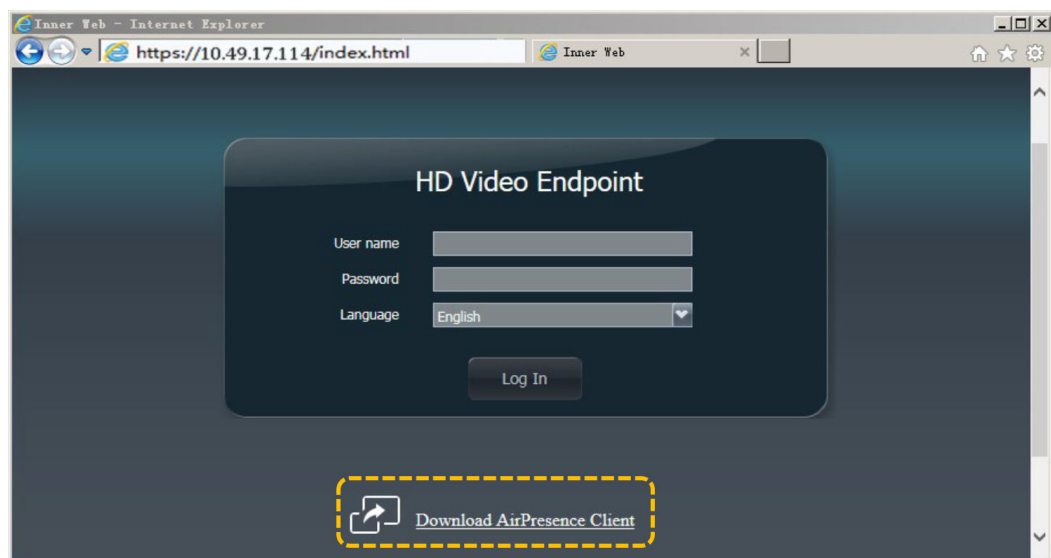 Inner Web - Internet Explorer
https://10.49.17.114/index.html
Inner Web
HD Video Endpoint
User name
Password
Language
English
Log In
Download AirPresence Client